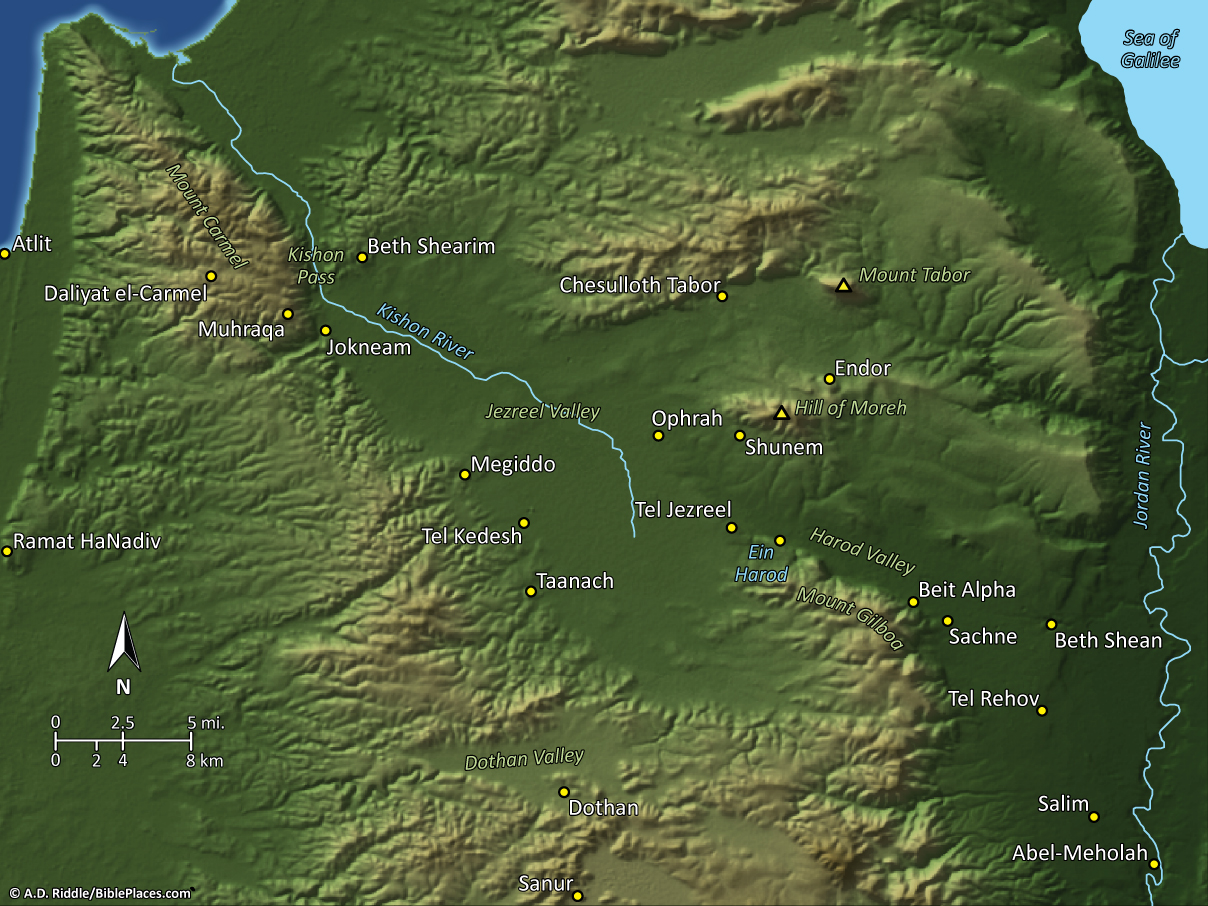 Sea of
Galilee
Mount Carmel
Atlit
Kishon
Pass
Beth Shearim
Daliyat el-Carmel
Chesulloth Tabor
Mount Tabor
Muhraqa
Jokneam
Kishon River
Endor
Jezreel Valley
Ophrah
Hill of Moreh
Shunem
Jordan River
Megiddo
Tel Jezreel
Tel Kedesh
Ramat HaNadiv
Ein
Harod
Harod Valley
Taanach
Beit Alpha
Mount Gilboa
Sachne
Beth Shean
N
Tel Rehov
0 2.5 5 mi.
0 2 4 8 km
Dothan Valley
Dothan
Salim
Abel-Meholah
Sanur
© A.D. Riddle/BiblePlaces.com